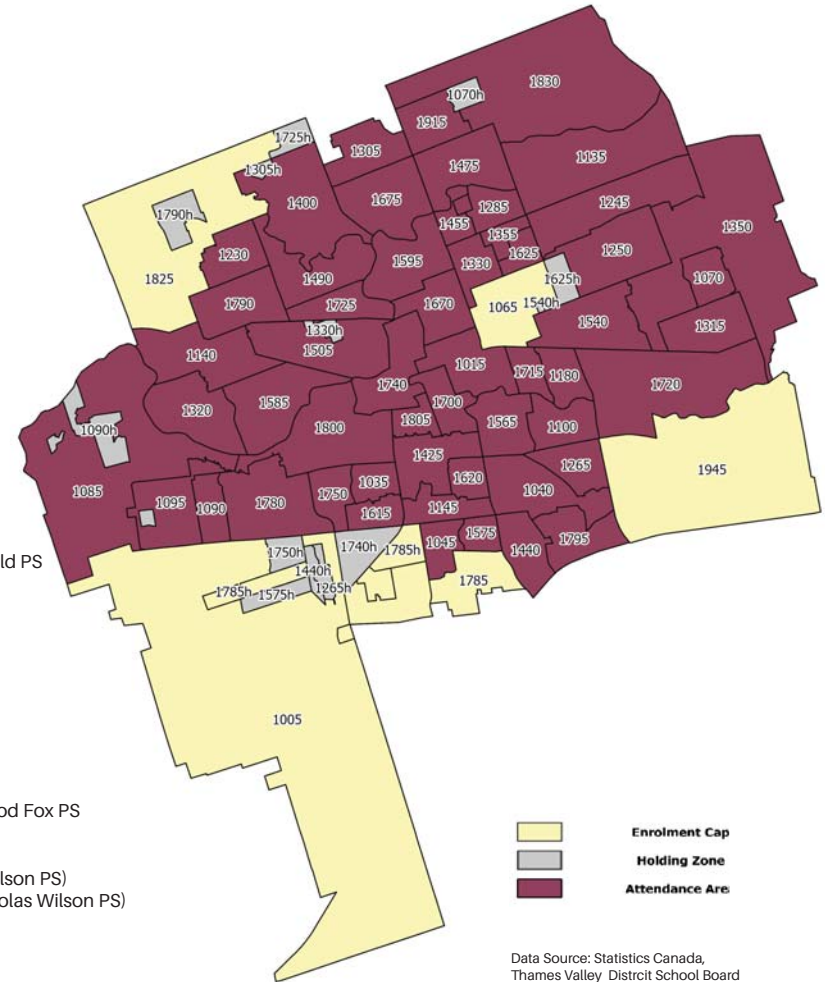 1830
1070h
1915
1725h
1305
1135
1305h
1475
1400
1675
1245
1790h
1285
1455
1350
1355
1230
1625
1250
1595
1330
1825
1490
1625h
1070
1790
1725
1670
1065
1540h
1540
1315
1330h
1505
1140
1015
1715
1180
1740
1720
1320
1585
1700
1805
1565
1800
1100
1090h
1425
1265
1945
1035
1620
1040
1085
1750
1095
1090
1780
1615
1145
1575
1795
1740h
1785h
1045
1440
1750h
ld PS
1440h
1785
1785h
1575h
1265h
1005
od Fox PS
Enrolment Cap
Holding Zone
lson PS)
Attendance Are
olas Wilson PS)
Data Source: Statistics Canada,
Thames Valley Distrcit School Board